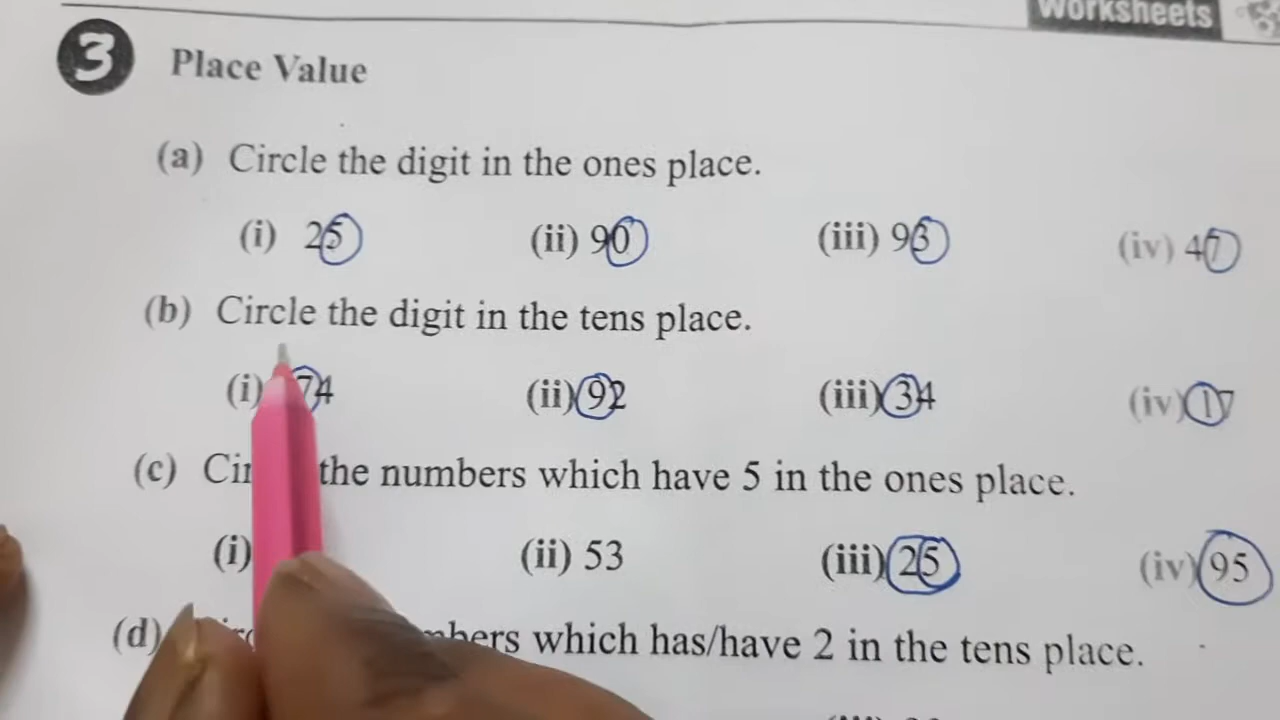 Worksheets
3 Place Value
(a) Circle the digit in the ones place.
(i) 25 (ii) 90 (iii) 93 (iv) 47
(b) Circle the digit in the tens place.
(i) 74 (ii) 92 (iii) 34 (iv) 17
(c) the numbers which have 5 in the ones place.
(i) (ii) 53 (iii) 25 (iv) 95
(d) which has/have 2 in the tens place.